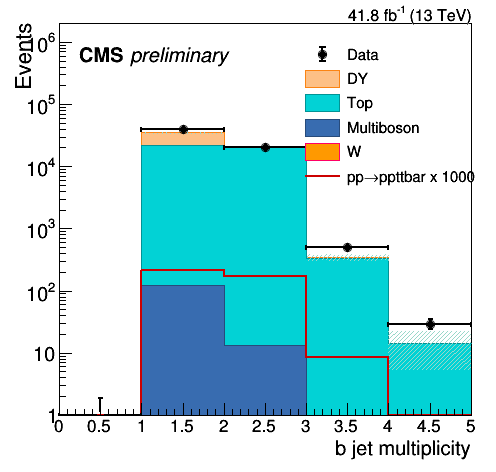 41.8 fb⁻¹ (13 TeV)
Events
CMS preliminary
Data
DY
Top
Multiboson
W
pp→ppttbar x 1000
10⁶
10⁵
10⁴
10³
10²
10
1
0 0.5 1 1.5 2 2.5 3 3.5 4 4.5 5
b jet multiplicity